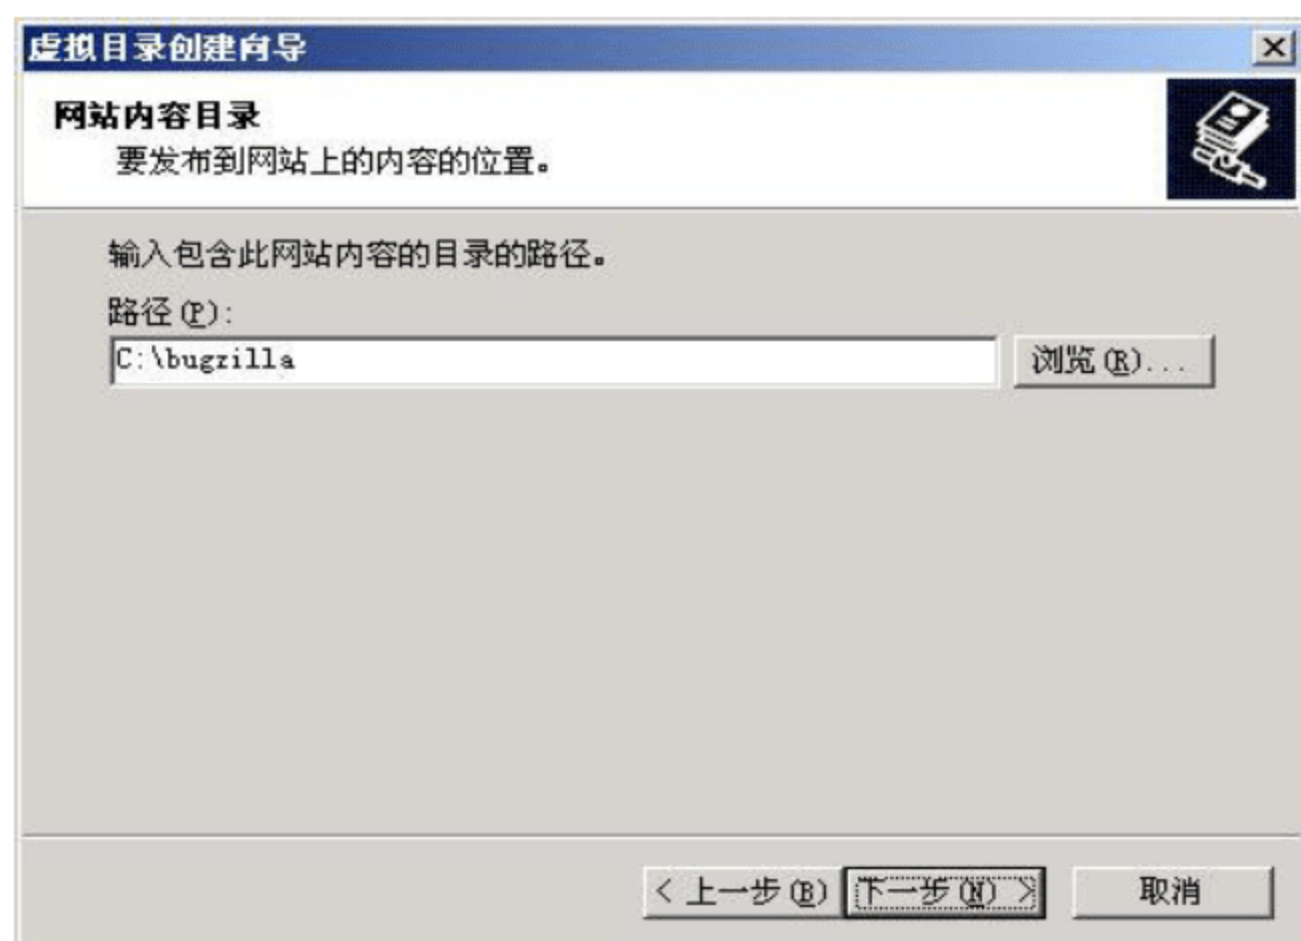 虚拟目录创建向导
网站内容目录
要发布到网站上的内容的位置。
输入包含此网站内容的目录的路径。
路径(P):
C:\bugzilla
浏览(R)...
< 上一步(B)
下一步(N) >
取消